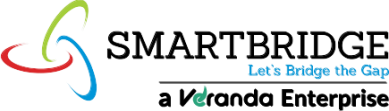 SMARTBRIDGE
Let's Bridge the Gap
a Veranda Enterprise